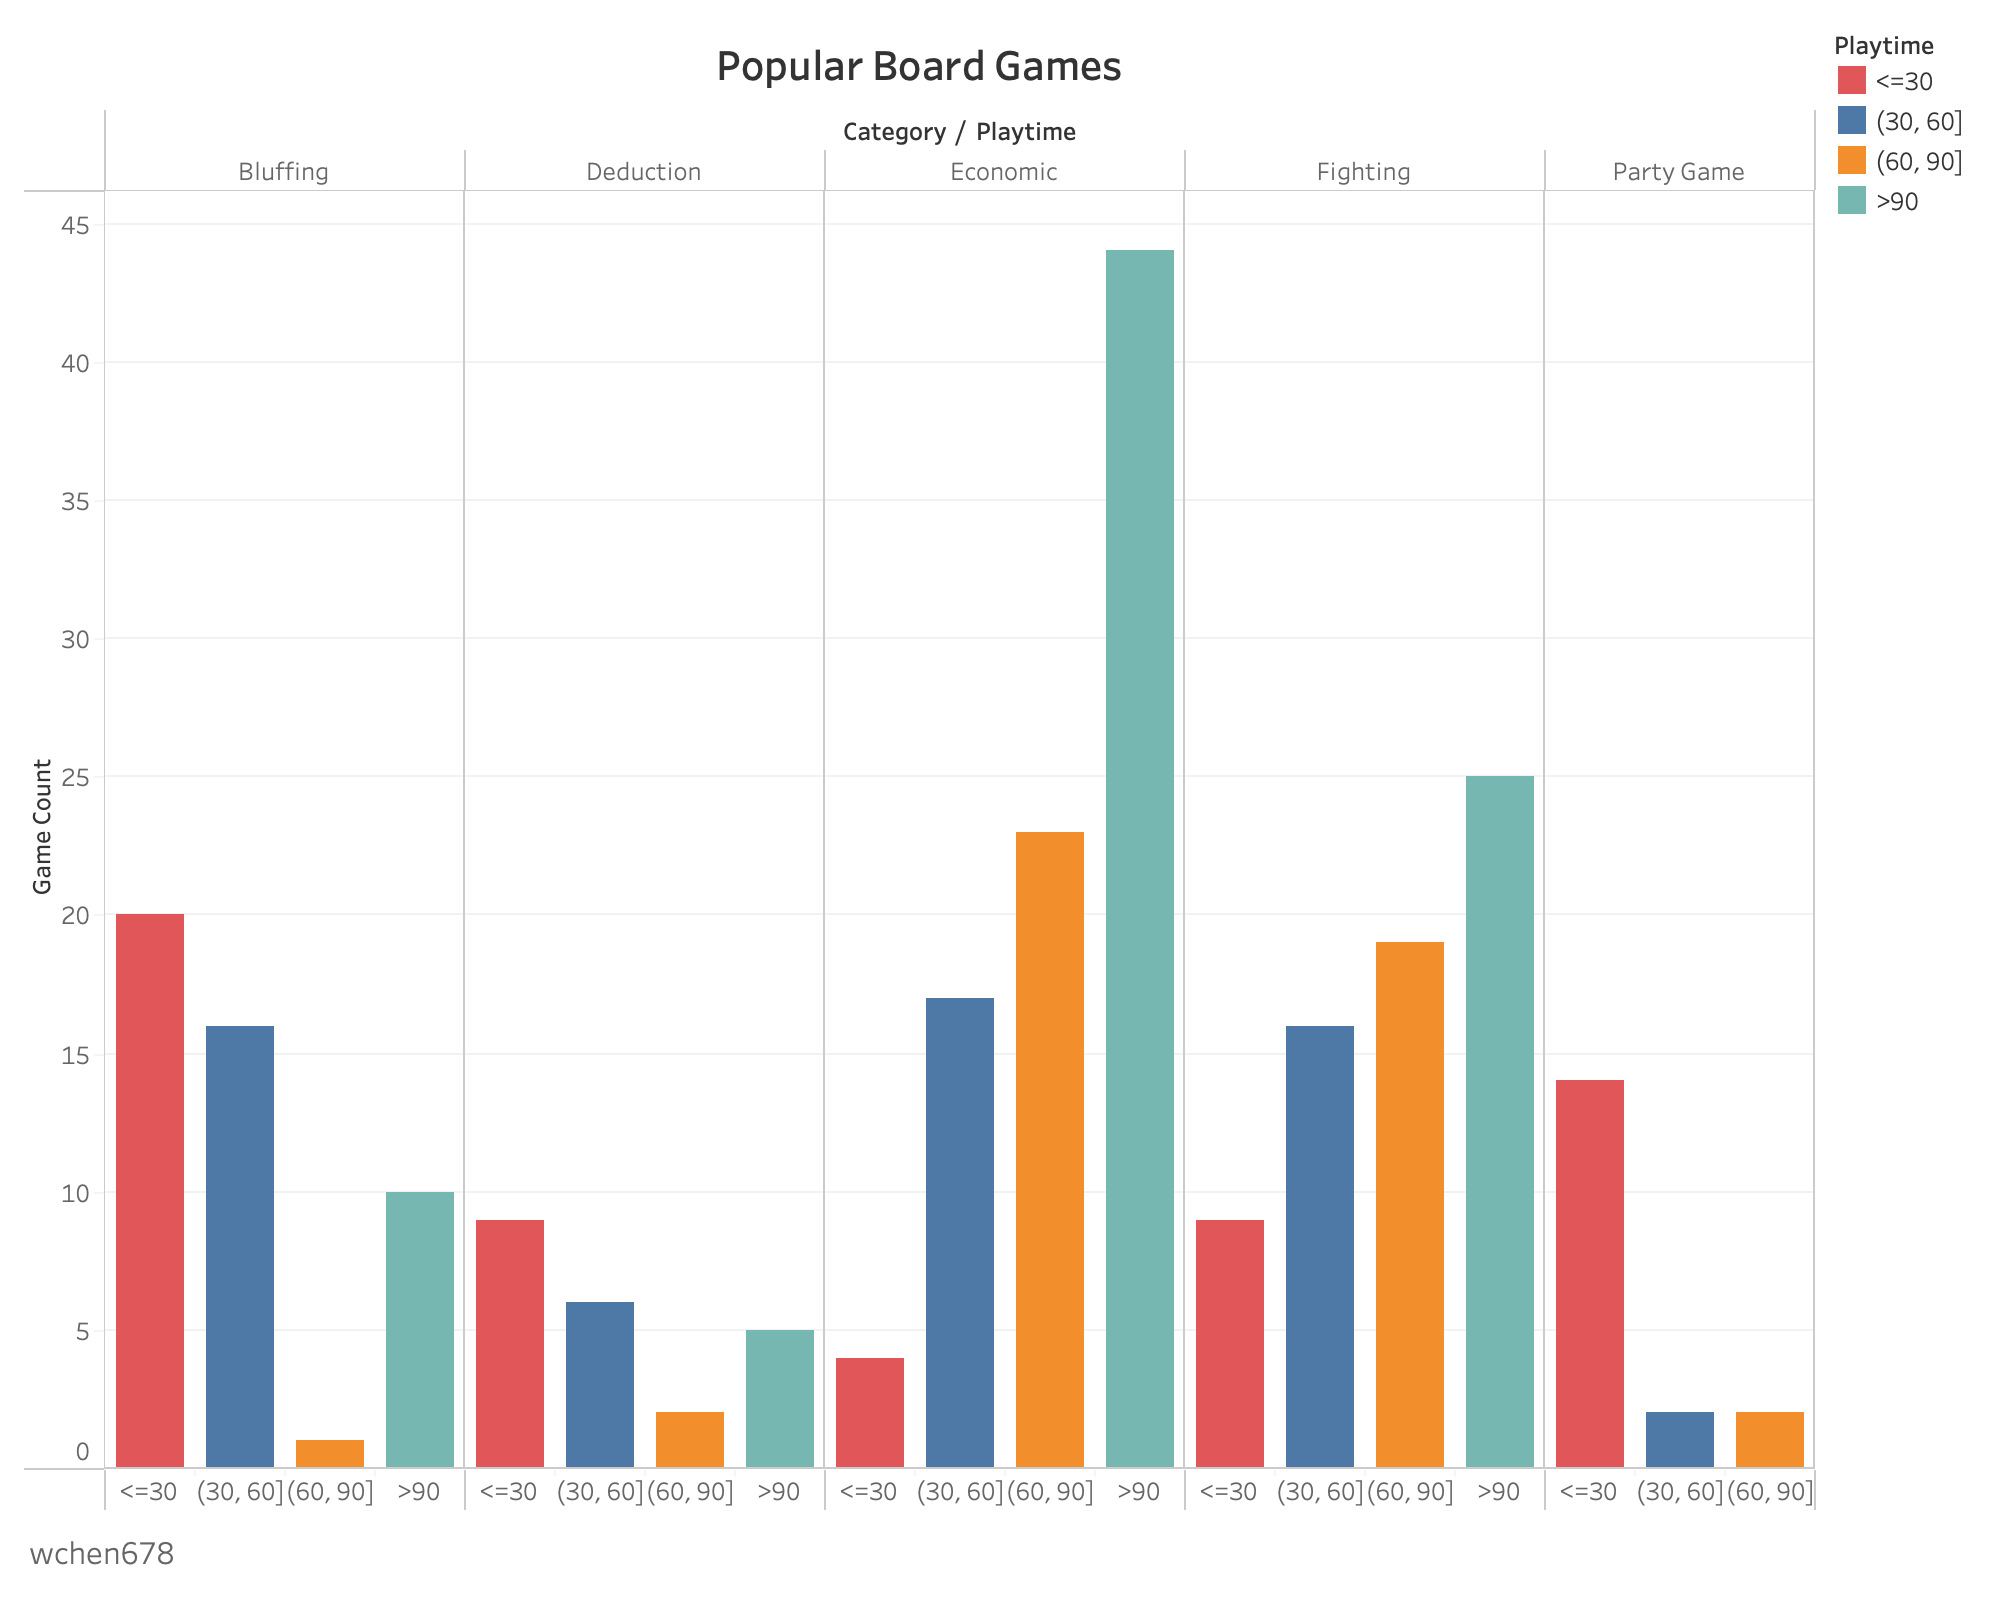 Popular Board Games
Playtime
<=30
(30, 60]
(60, 90]
>90
Category / Playtime
Bluffing Deduction Economic Fighting Party Game
Game Count
45
40
35
30
25
20
15
10
5
0
<=30 (30, 60] (60, 90] >90 <=30 (30, 60] (60, 90] >90 <=30 (30, 60] (60, 90] >90 <=30 (30, 60] (60, 90] >90 <=30 (30, 60] (60, 90]
wchen678